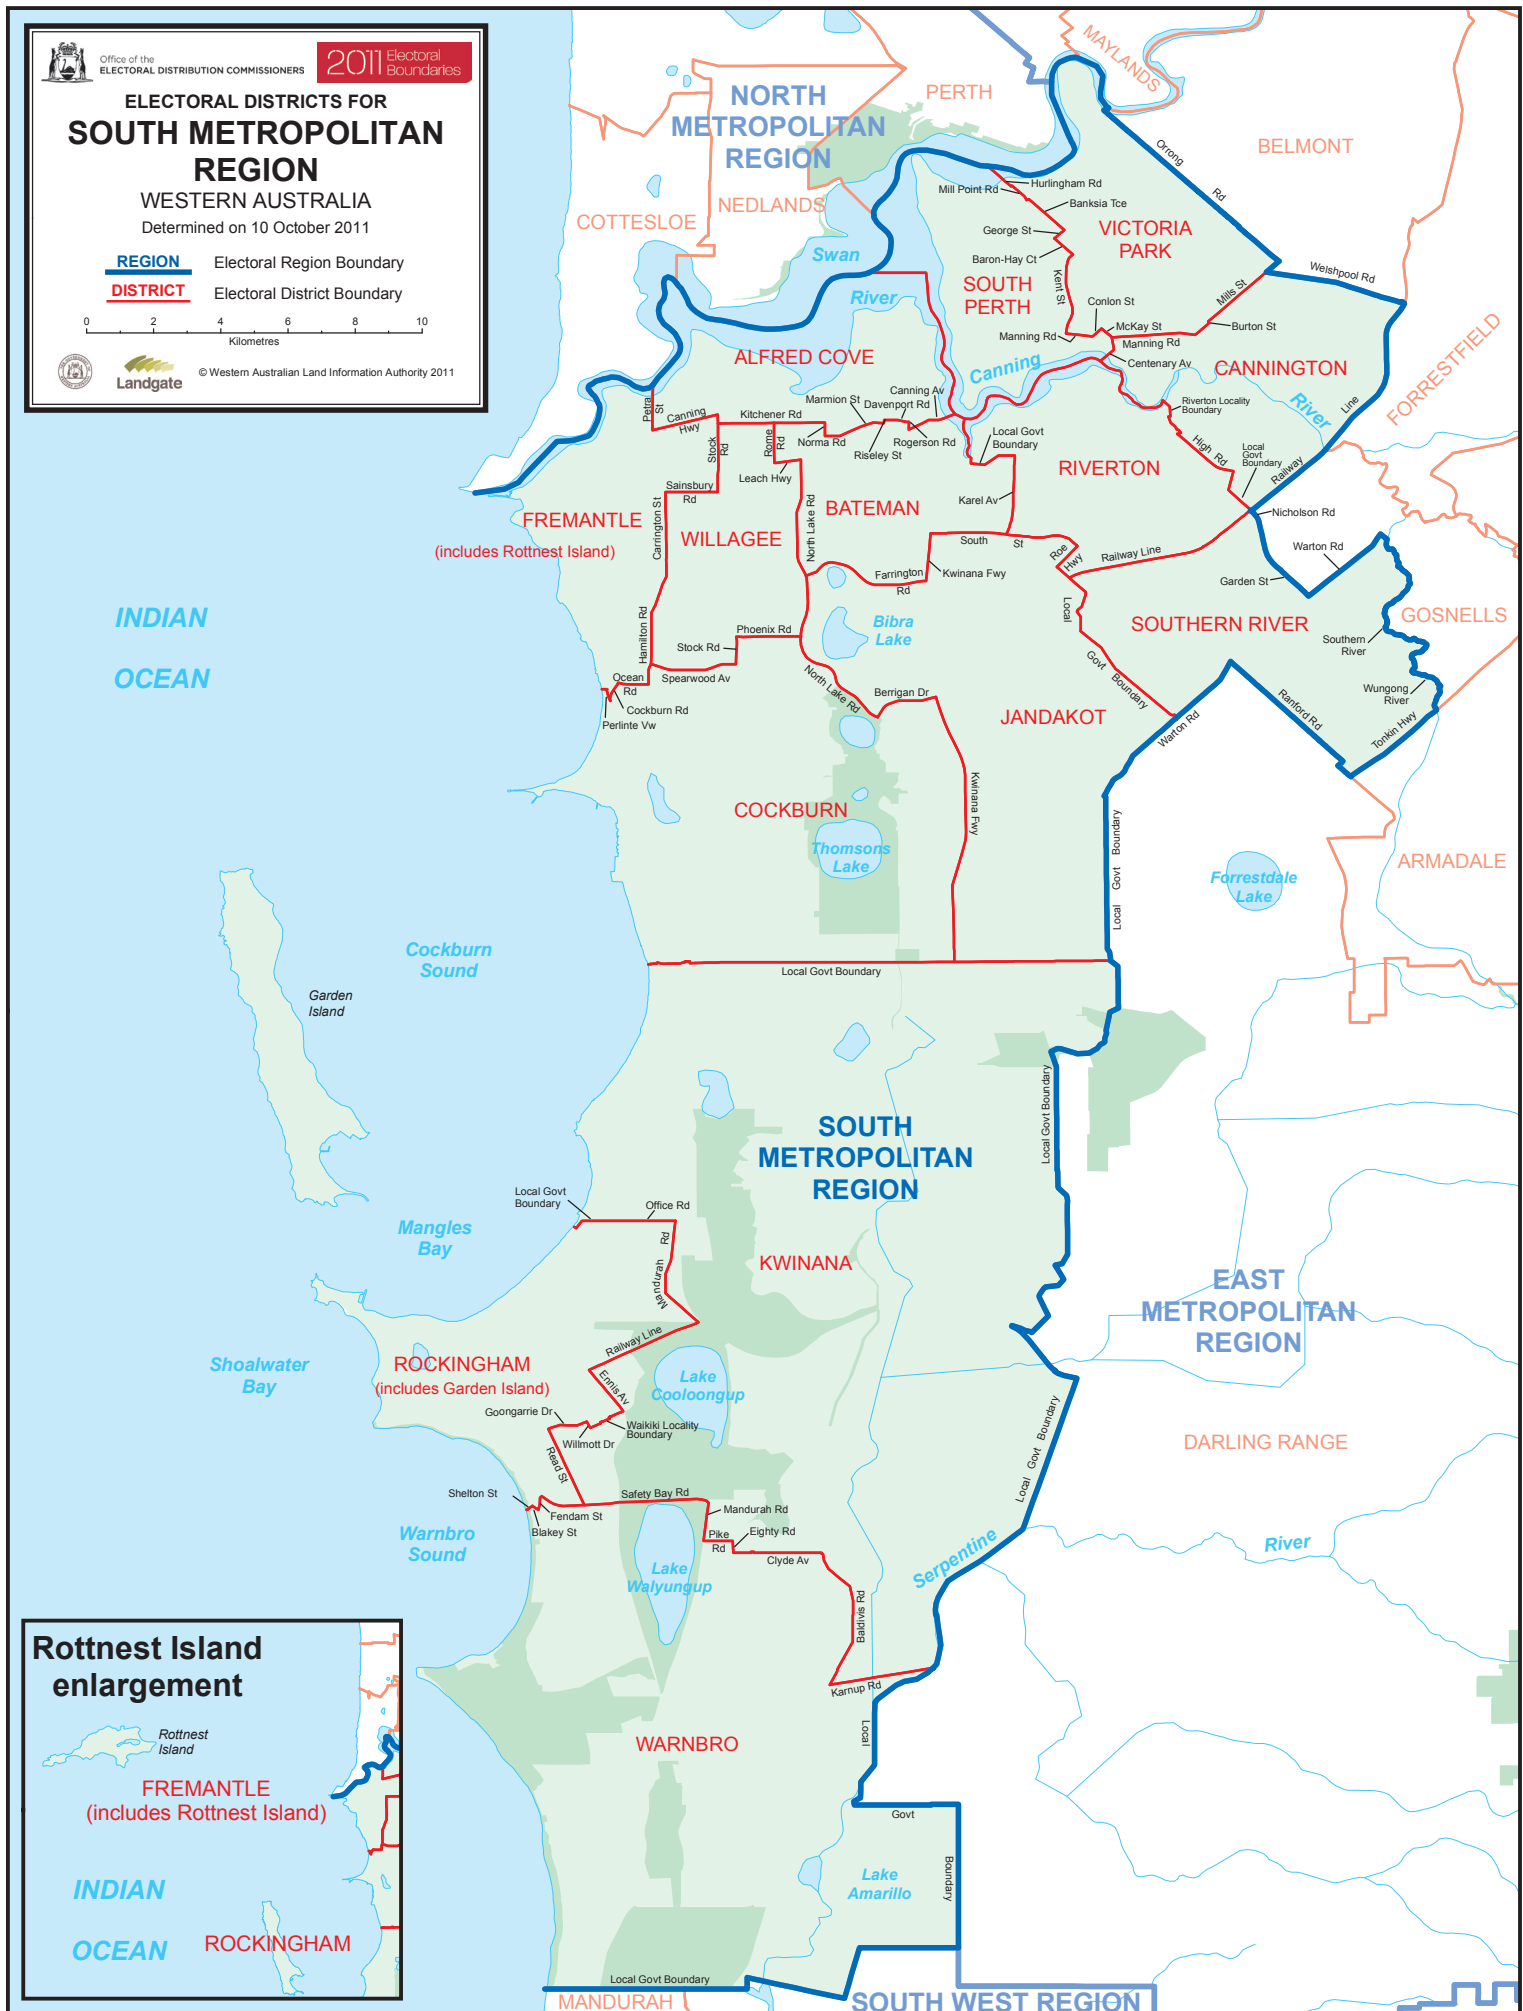 Office of the
ELECTORAL DISTRIBUTION COMMISSIONERS
2011 Electoral
Boundaries
ELECTORAL DISTRICTS FOR
SOUTH METROPOLITAN
REGION
WESTERN AUSTRALIA
Determined on 10 October 2011
REGION Electoral Region Boundary
DISTRICT Electoral District Boundary
0 2 4 6 8 10
Kilometres
Landgate
© Western Australian Land Information Authority 2011
MAYLANDS
NORTH
METROPOLITAN
REGION
PERTH
BELMONT
COTTESLOE
NEDLANDS
Orrong
Rd
Hurlingham Rd
Mill Point Rd
Banksia Tce
George St
Baron-Hay Ct
VICTORIA
PARK
Swan
River
SOUTH
PERTH
Kent St
Welshpool Rd
Mills St
Conlon St
McKay St
Burton St
Manning Rd
Manning Rd
Centenary Av
ALFRED COVE
Canning
CANNINGTON
River
FORRESTFIELD
Petra
St
Canning
Hwy
Stock
Rd
Kitchener Rd
Rome
Rd
Marmion St
Davenport Rd
Canning Av
Norma Rd
Riseley St
Rogerson Rd
Local Govt
Boundary
Riverton Locality
Boundary
High Rd
Local
Govt
Boundary
Railway
Line
Leach Hwy
Sainsbury
Rd
Karel Av
RIVERTON
Nicholson Rd
FREMANTLE
(includes Rottnest Island)
Carrington St
WILLAGEE
North Lake Rd
BATEMAN
South
St
Roe
Hwy
Railway Line
Warton Rd
Garden St
Farrington
Rd
Kwinana Fwy
INDIAN
OCEAN
Hamilton Rd
Phoenix Rd
Bibra
Lake
Local
Govt
Boundary
SOUTHERN RIVER
GOSNELLS
Southern
River
Stock Rd
Spearwood Av
Ocean
Rd
Cockburn Rd
Perlinte Vw
North Lake Rd
Berrigan Dr
JANDAKOT
Warton Rd
Ranford Rd
Wungong
River
Tonkin Hwy
COCKBURN
Kwinana Fwy
Thomsons
Lake
Local Govt Boundary
Forrestdale
Lake
ARMADALE
Cockburn
Sound
Garden
Island
Local Govt Boundary
Local Govt Boundary
SOUTH
METROPOLITAN
REGION
Local Govt
Boundary
Office Rd
Mangles
Bay
Mandurah
Rd
KWINANA
EAST
METROPOLITAN
REGION
Railway Line
Shoalwater
Bay
ROCKINGHAM
(includes Garden Island)
Ennis Av
Lake
Cooloongup
Goongarrie Dr
Willmott Dr
Waikiki Locality
Boundary
DARLING RANGE
Local Govt Boundary
Read St
Shelton St
Fendam St
Blakey St
Safety Bay Rd
Mandurah Rd
Pike
Rd
Eighty Rd
Clyde Av
Warnbro
Sound
Lake
Walyungup
Serpentine
River
Baldivis Rd
Karnup Rd
WARNBRO
Local
Govt
Boundary
Lake
Amarillo
Local Govt Boundary
MANDURAH
SOUTH WEST REGION
Rottnest Island
enlargement
Rottnest
Island
FREMANTLE
(includes Rottnest Island)
INDIAN
OCEAN
ROCKINGHAM